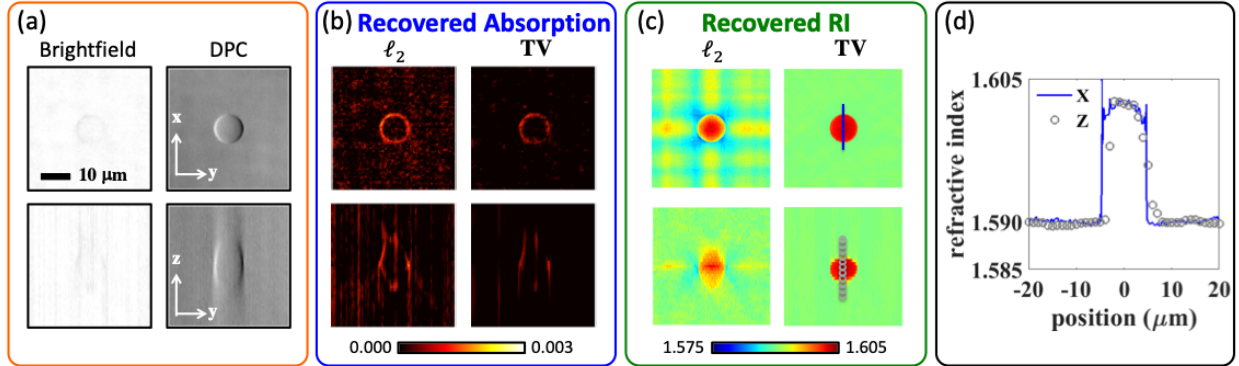 (a)
Brightfield
DPC
x
y
10 μm
z
y
(b)
Recovered Absorption
ℓ₂
TV
0.000
0.003
(c)
Recovered RI
ℓ₂
TV
1.575
1.605
(d)
refractive index
1.605
1.590
1.585
X
Z
-20
-10
0
10
20
position (μm)